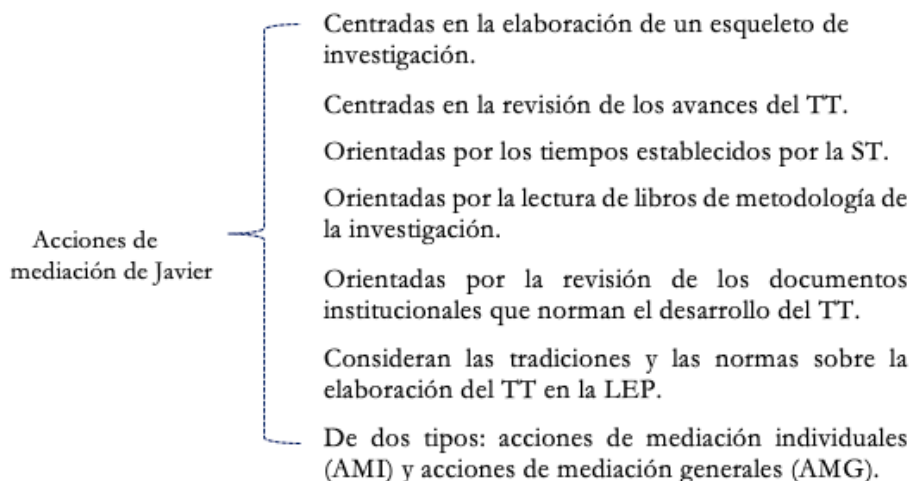 Acciones de
mediación de Javier
Centradas en la elaboración de un esqueleto de
investigación.
Centradas en la revisión de los avances del TT.
Orientadas por los tiempos establecidos por la ST.
Orientadas por la lectura de libros de metodología de
la investigación.
Orientadas por la revisión de los documentos
institucionales que norman el desarrollo del TT.
Consideran las tradiciones y las normas sobre la
elaboración del TT en la LEP.
De dos tipos: acciones de mediación individuales
(AMI) y acciones de mediación generales (AMG).